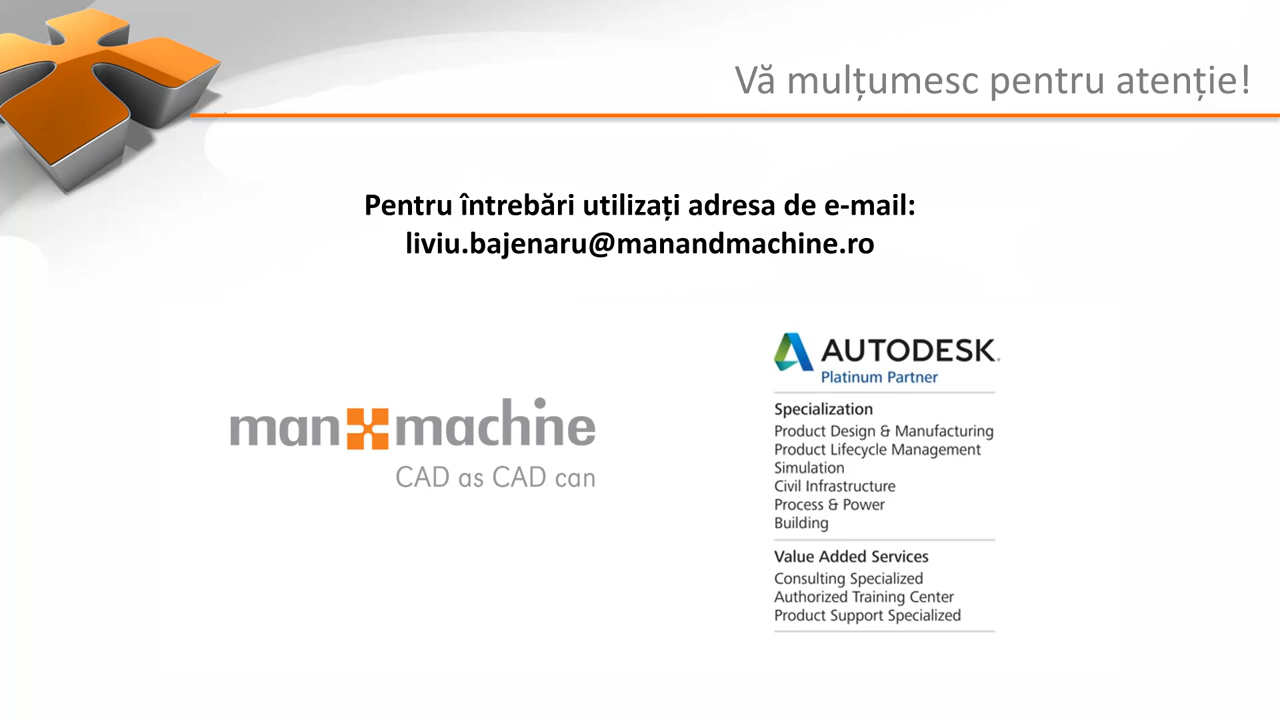 Vă mulțumesc pentru atenție!
Pentru întrebări utilizați adresa de e-mail:
liviu.bajenaru@manandmachine.ro
man machine
CAD as CAD can
AUTODESK.
Platinum Partner
Specialization
Product Design & Manufacturing
Product Lifecycle Management
Simulation
Civil Infrastructure
Process & Power
Building
Value Added Services
Consulting Specialized
Authorized Training Center
Product Support Specialized